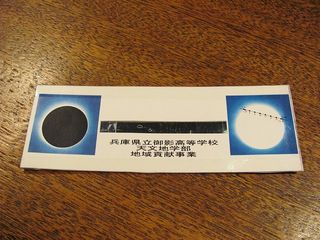 兵庫県立御影高等学校
天文地学部
地域貢献事業